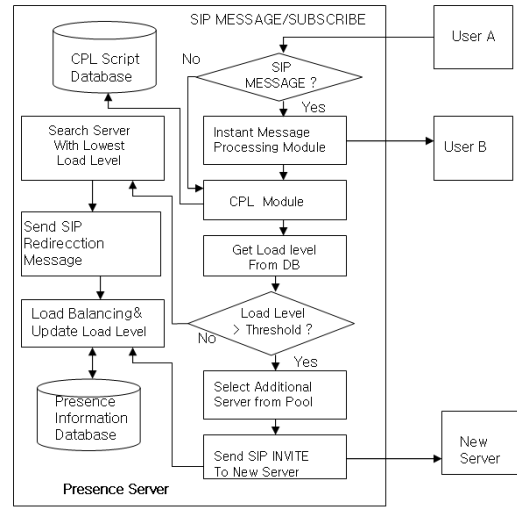 SIP MESSAGE/SUBSCRIBE
User A
CPL Script
Database
No
SIP
MESSAGE ?
Yes
Search Server
With Lowest
Load Level
Instant Message
Processing Module
User B
CPL Module
Send SIP
Redirecction
Message
Get Load level
From DB
Load Balancing&
Update Load Level
Load Level
> Threshold ?
No
Yes
Presence
Information
Database
Select Additional
Server from Pool
Send SIP INVITE
To New Server
New
Server
Presence Server